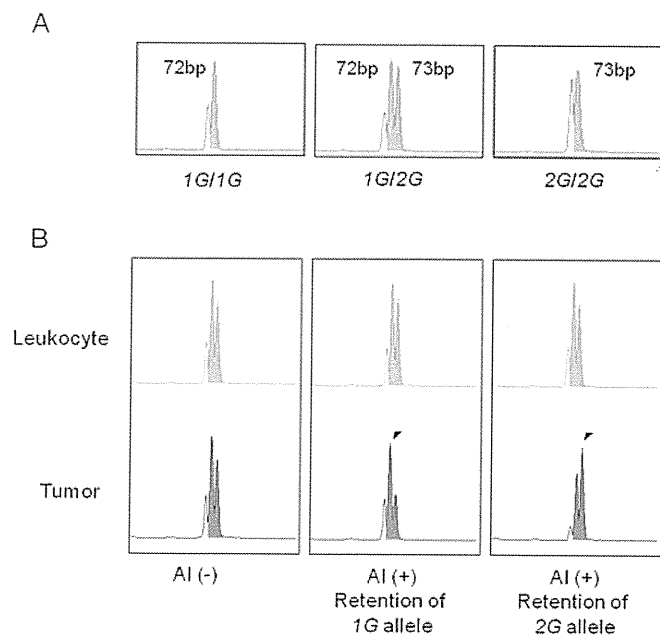 A
72bp
72bp 73bp
73bp
1G/1G
1G/2G
2G/2G
B
Leukocyte
Tumor
AI (-)
AI (+)
Retention of
1G allele
AI (+)
Retention of
2G allele